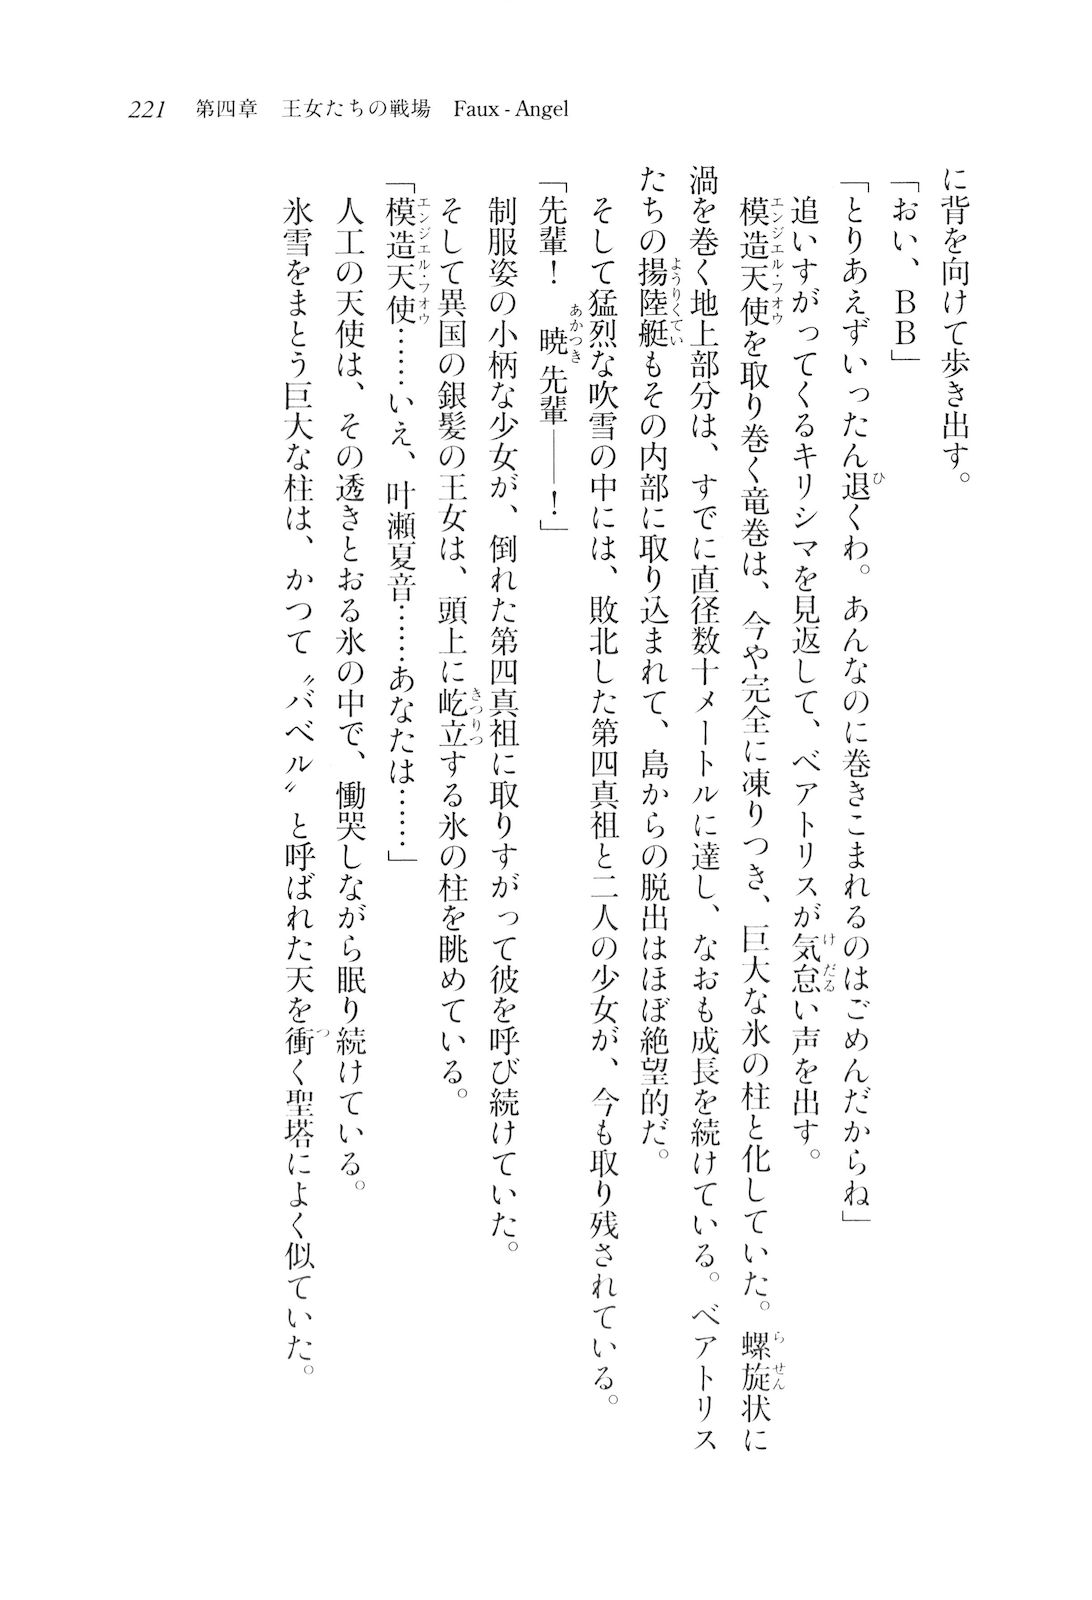 221　第四章　王女たちの戦場　Faux - Angel
に背を向けて歩き出す。
「おい、BB」
「とりあえずいったん退くわ。あんなのに巻きこまれるのはごめんだからね」
追いすがってくるキリシマを見返して、ベアトリスが気怠い声を出す。
模造天使を取り巻く竜巻は、今や完全に凍りつき、巨大な氷の柱と化していた。螺旋状に
渦を巻く地上部分は、すでに直径数十メートルに達し、なおも成長を続けている。ベアトリス
たちの揚陸艇もその内部に取り込まれて、島からの脱出はほぼ絶望的だ。
そして猛烈な吹雪の中には、敗北した第四真祖と二人の少女が、今も取り残されている。
「先輩！　暁先輩――！」
制服姿の小柄な少女が、倒れた第四真祖に取りすがって彼を呼び続けていた。
そして異国の銀髪の王女は、頭上に屹立する氷の柱を眺めている。
「模造天使……いえ、叶瀬夏音……あなたは……」
人工の天使は、その透きとおる氷の中で、慟哭しながら眠り続けている。
氷雪をまとう巨大な柱は、かつて〝バベル〟と呼ばれた天を衝く聖塔によく似ていた。